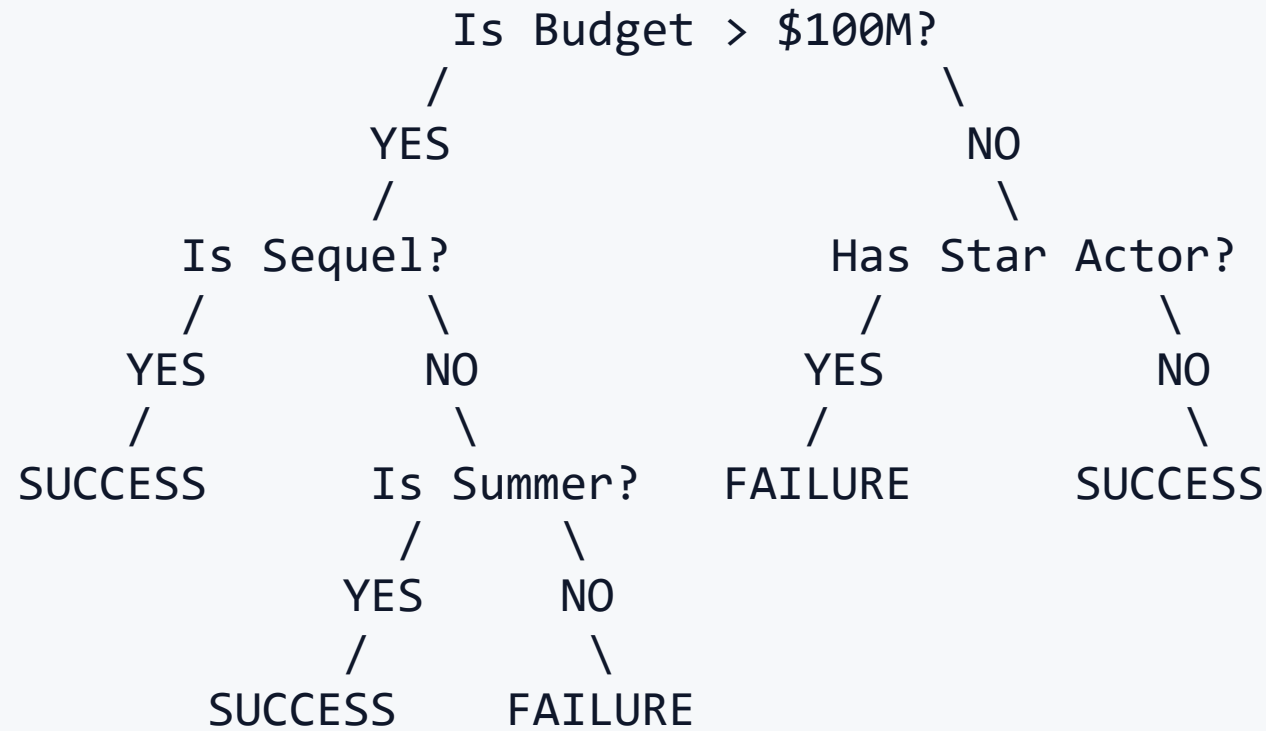 Is Budget > $100M?
/ \
YES NO
/ \
Is Sequel? Has Star Actor?
/ \ / \
YES NO YES NO
/ \ / \
SUCCESS Is Summer? FAILURE SUCCESS
/ \
YES NO
/ \
SUCCESS FAILURE